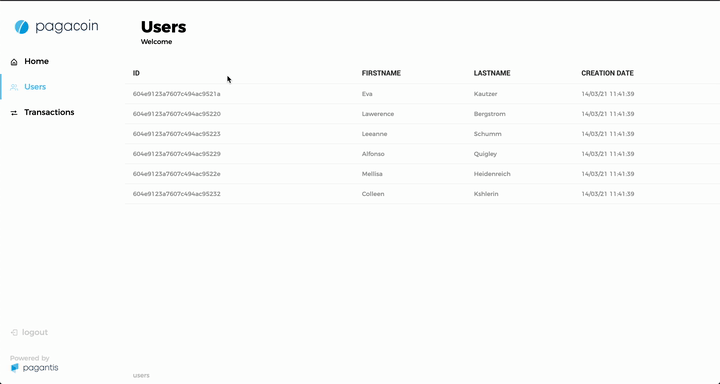 pagacoin
Users
Welcome
Home
Users
Transactions
ID FIRSTNAME LASTNAME CREATION DATE
604e9123a7607c494ac9521a Eva Kautzer 14/03/21 11:41:39
604e9123a7607c494ac95220 Lawerence Bergstrom 14/03/21 11:41:39
604e9123a7607c494ac95223 Leeanne Schumm 14/03/21 11:41:39
604e9123a7607c494ac95229 Alfonso Quigley 14/03/21 11:41:39
604e9123a7607c494ac9522e Mellisa Heidenreich 14/03/21 11:41:39
604e9123a7607c494ac95232 Colleen Kshlerin 14/03/21 11:41:39
logout
Powered by
pagantis
users